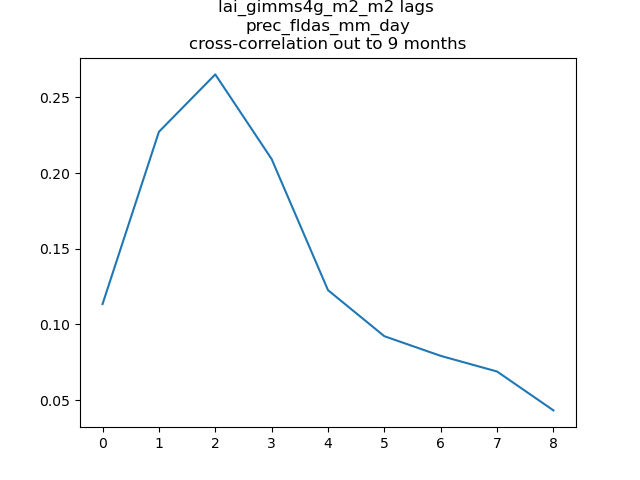 lai_gimms4g_m2_m2 lags
prec_fldas_mm_day
cross-correlation out to 9 months
0.25
0.20
0.15
0.10
0.05
0 1 2 3 4 5 6 7 8